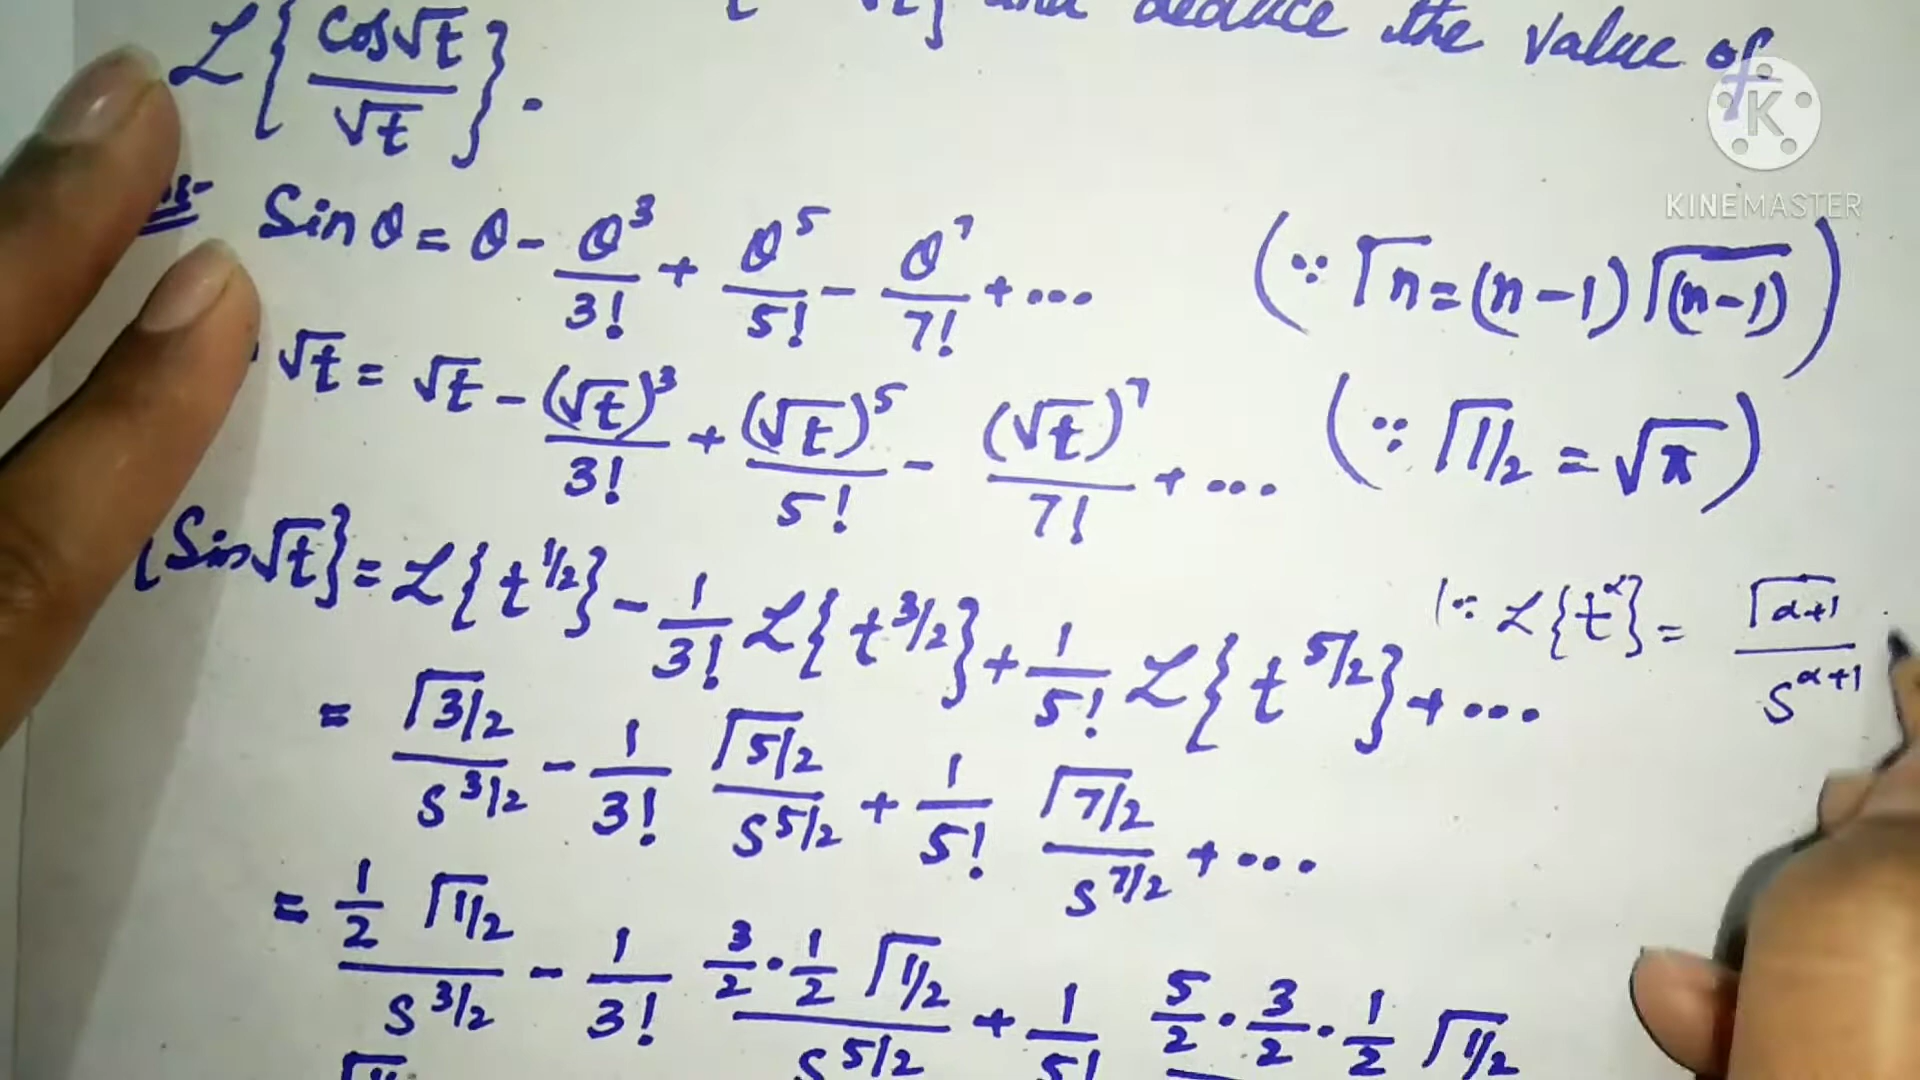 and deduce the value of
ℒ{cos√t/√t}.
Sin θ = θ - θ³/3! + θ⁵/5! - θ⁷/7! + ... (∵ Γn = (n-1) Γ(n-1))
√t = √t - (√t)³/3! + (√t)⁵/5! - (√t)⁷/7! + ... (∵ Γ1/2 = √π)
{Sin√t} = ℒ{t^1/2} - 1/3! ℒ{t^3/2} + 1/5! ℒ{t^5/2} + ... ∵ ℒ{t^α} = Γα+1/s^α+1
= Γ3/2/s^3/2 - 1/3! Γ5/2/s^5/2 + 1/5! Γ7/2/s^7/2 + ...
= 1/2 Γ1/2/s^3/2 - 1/3! 3/2·1/2 Γ1/2/s^5/2 + 1/5! 5/2·3/2·1/2 Γ1/2
K
KINEMASTER